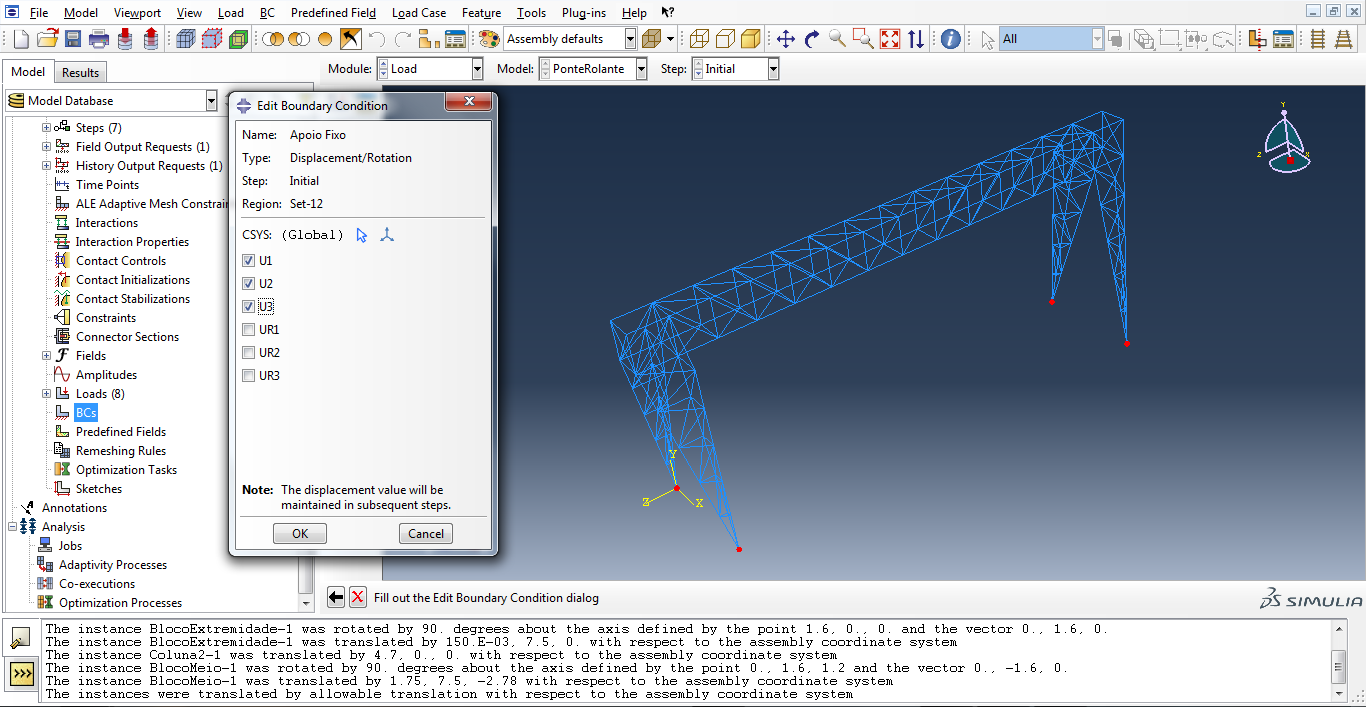 File Model Viewport View Load BC Predefined Field Load Case Feature Tools Plug-ins Help
Assembly defaults All
Model Results
Module: Load Model: PonteRolante Step: Initial
Model Database
Steps (7)
Field Output Requests (1)
History Output Requests (1)
Time Points
ALE Adaptive Mesh Constrain
Interactions
Interaction Properties
Contact Controls
Contact Initializations
Contact Stabilizations
Constraints
Connector Sections
Fields
Amplitudes
Loads (8)
BCs
Predefined Fields
Remeshing Rules
Optimization Tasks
Sketches
Annotations
Analysis
Jobs
Adaptivity Processes
Co-executions
Optimization Processes
Edit Boundary Condition
Name: Apoio Fixo
Type: Displacement/Rotation
Step: Initial
Region: Set-12
CSYS: (Global)
U1
U2
U3
UR1
UR2
UR3
Note: The displacement value will be
maintained in subsequent steps.
OK Cancel
Y
Z X
Y
Z X
Fill out the Edit Boundary Condition dialog
SIMULIA
The instance BlocoExtremidade-1 was rotated by 90. degrees about the axis defined by the point 1.6, 0., 0. and the vector 0., 1.6, 0.
The instance BlocoExtremidade-1 was translated by 150.E-03, 7.5, 0. with respect to the assembly coordinate system
The instance Coluna2-1 was translated by 4.7, 0., 0. with respect to the assembly coordinate system
The instance BlocoMeio-1 was rotated by 90. degrees about the axis defined by the point 0., 1.6, 1.2 and the vector 0., -1.6, 0.
The instance BlocoMeio-1 was translated by 1.75, 7.5, -2.78 with respect to the assembly coordinate system
The instances were translated by allowable translation with respect to the assembly coordinate system